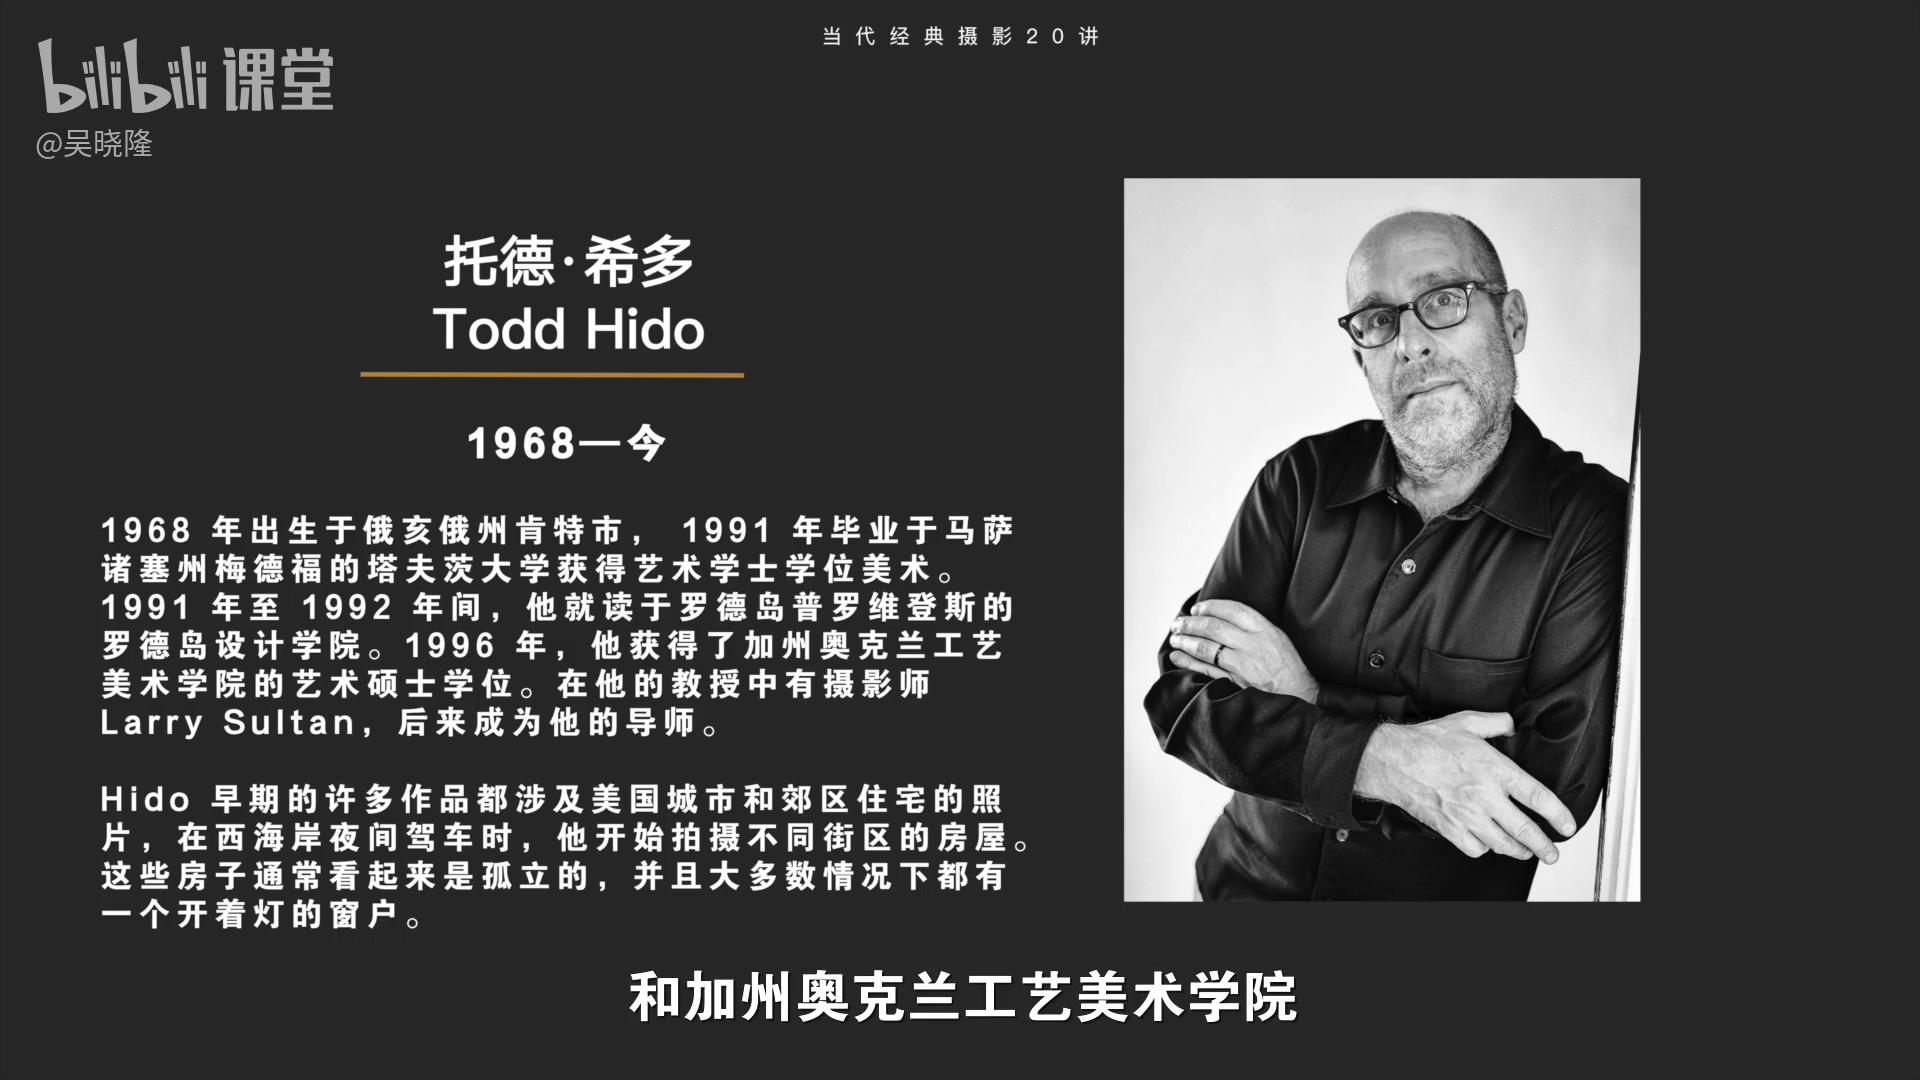 当代经典摄影20讲
bilibili 课堂
@吴晓隆
托德·希多
Todd Hido
1968—今
1968 年出生于俄亥俄州肯特市， 1991 年毕业于马萨
诸塞州梅德福的塔夫茨大学获得艺术学士学位美术。
1991 年至 1992 年间，他就读于罗德岛普罗维登斯的
罗德岛设计学院。1996 年，他获得了加州奥克兰工艺
美术学院的艺术硕士学位。在他的教授中有摄影师
Larry Sultan，后来成为他的导师。
Hido 早期的许多作品都涉及美国城市和郊区住宅的照
片，在西海岸夜间驾车时，他开始拍摄不同街区的房屋。
这些房子通常看起来是孤立的，并且大多数情况下都有
一个开着灯的窗户。
和加州奥克兰工艺美术学院